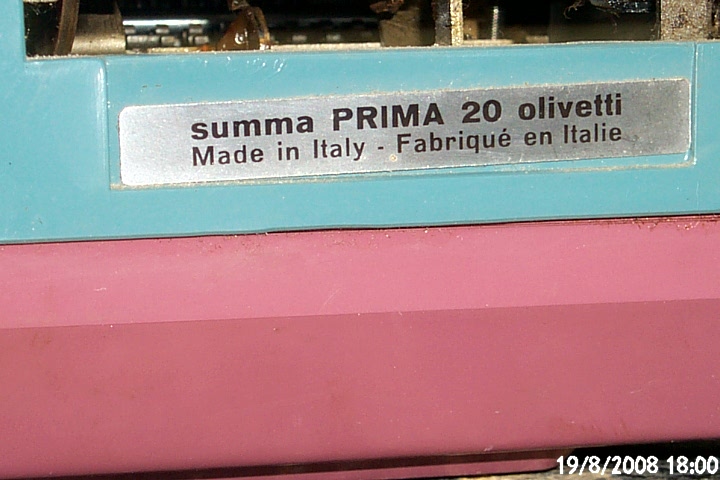 summa PRIMA 20 olivetti
Made in Italy - Fabriqué en Italie
19/8/2008 18:00